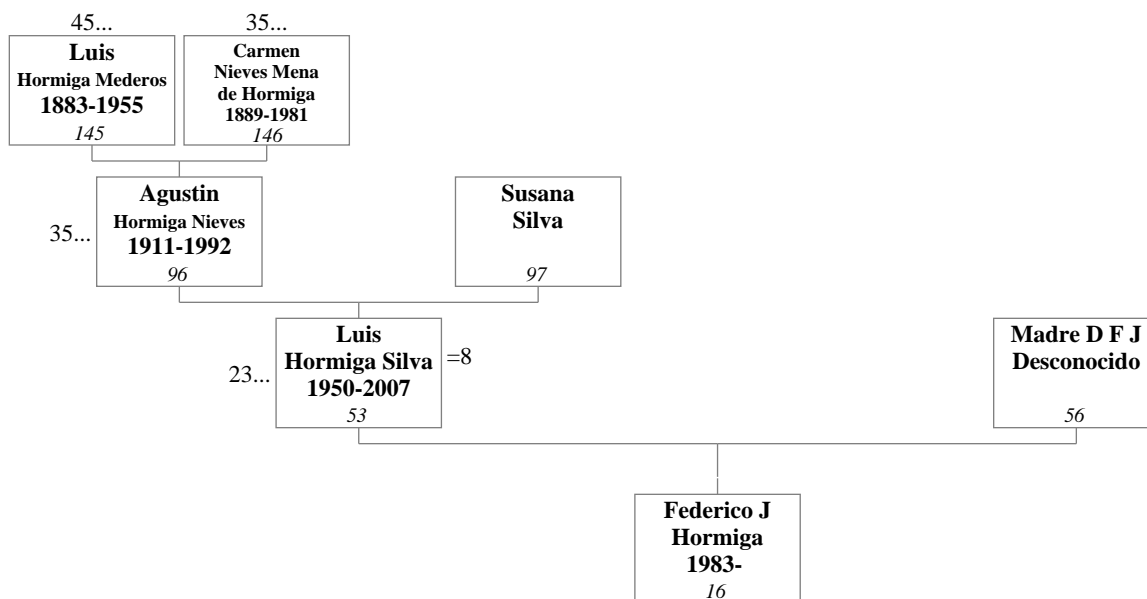 45...
35...
Luis
Hormiga Mederos
1883-1955
145
Carmen
Nieves Mena
de Hormiga
1889-1981
146
35...
Agustin
Hormiga Nieves
1911-1992
96
Susana
Silva
97
23...
Luis
Hormiga Silva
1950-2007
53
=8
Madre D F J
Desconocido
56
Federico J
Hormiga
1983-
16